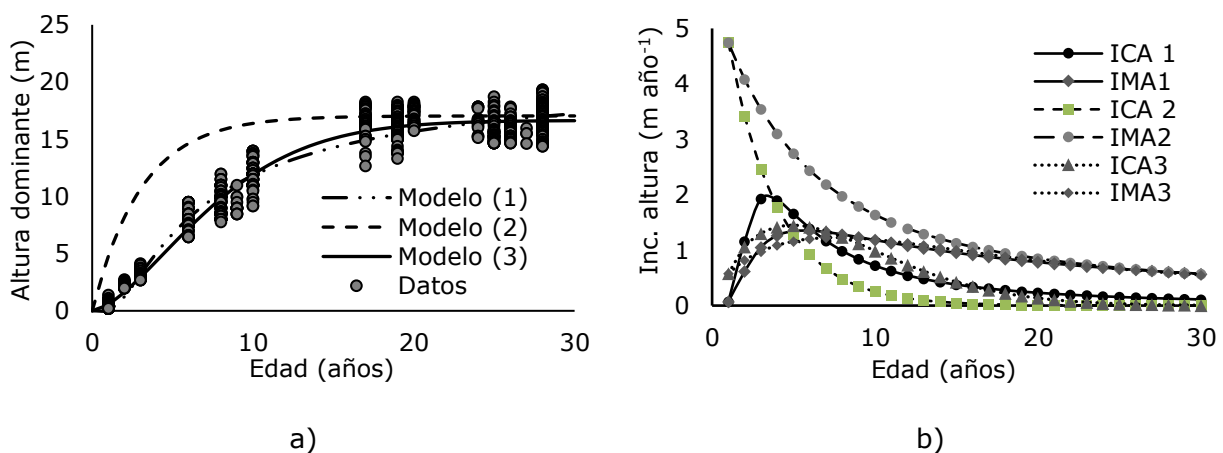 Altura dominante (m)
25
20
15
10
5
0
0
10
20
30
Edad (años)
Modelo (1)
Modelo (2)
Modelo (3)
Datos
a)
Inc. altura (m año-1)
5
4
3
2
1
0
0
10
20
30
Edad (años)
ICA 1
IMA1
ICA 2
IMA2
ICA3
IMA3
b)